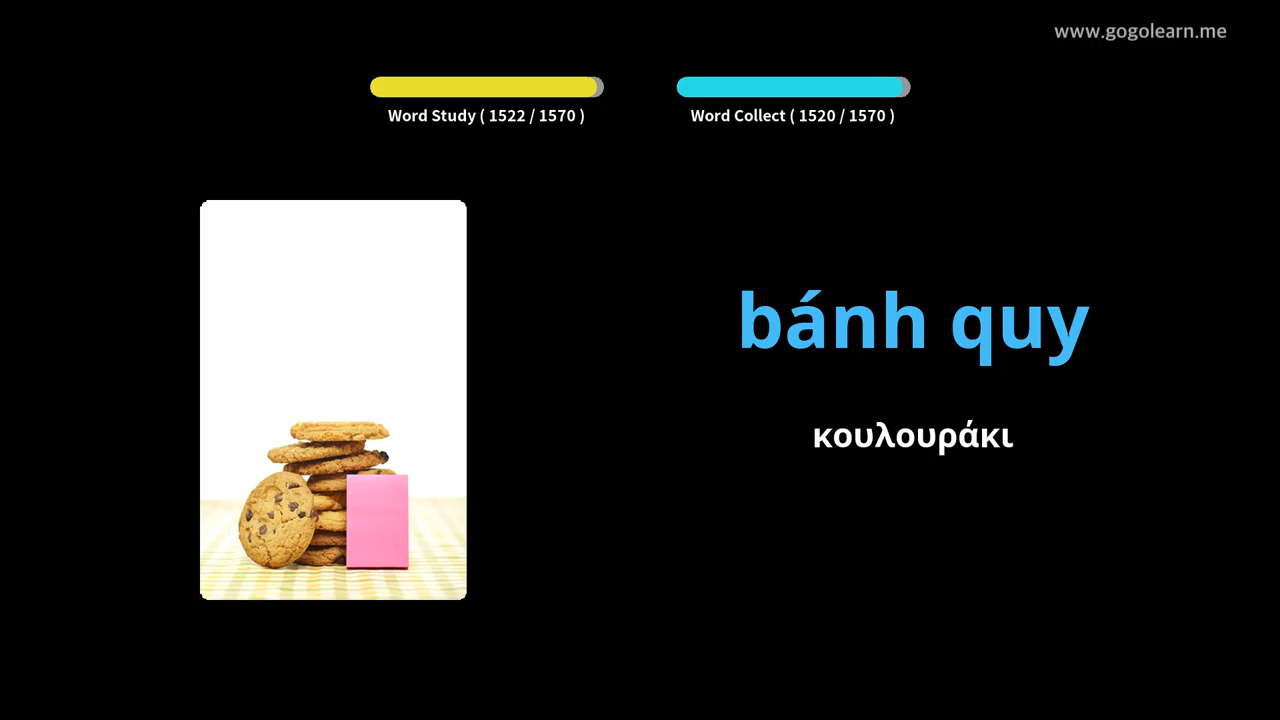 www.gogolearn.me
Word Study ( 1522 / 1570 )
Word Collect ( 1520 / 1570 )
bánh quy
κουλουράκι